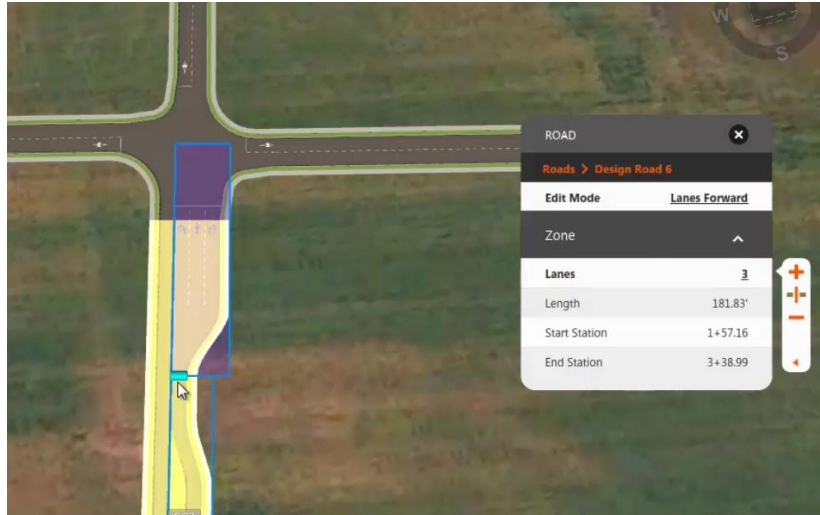 W
S
ROAD
Roads > Design Road 6
Edit Mode Lanes Forward
Zone
Lanes 3
Length 181.83'
Start Station 1+57.16
End Station 3+38.99